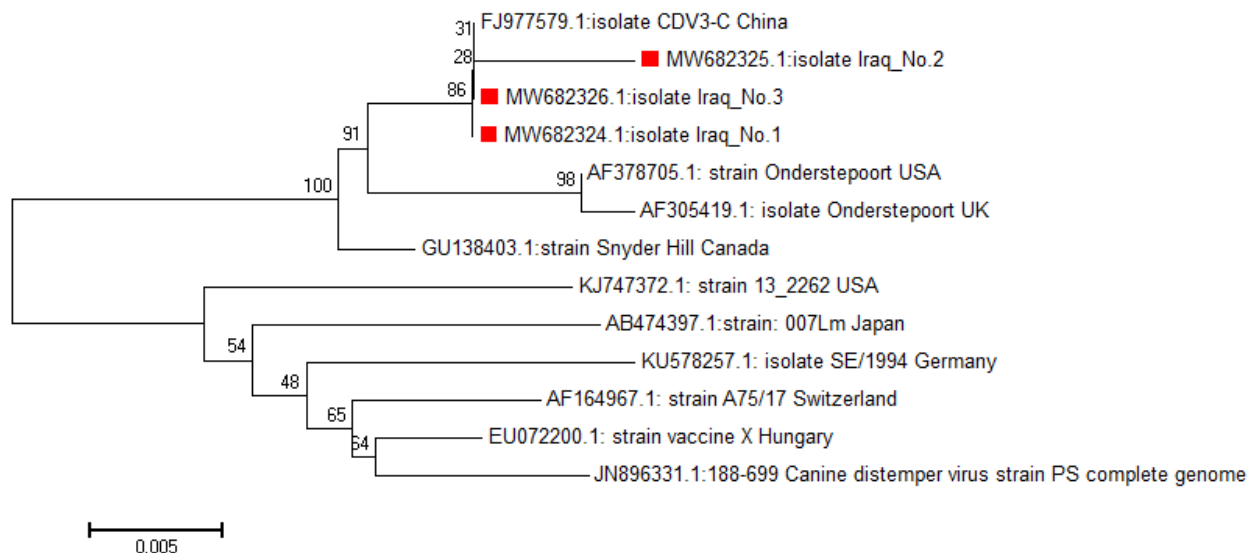 31
FJ977579.1:isolate CDV3-C China
28
MW682325.1:isolate Iraq_No.2
86
MW682326.1:isolate Iraq_No.3
91
MW682324.1:isolate Iraq_No.1
98
AF378705.1: strain Onderstepoort USA
100
AF305419.1: isolate Onderstepoort UK
GU138403.1:strain Snyder Hill Canada
KJ747372.1: strain 13_2262 USA
AB474397.1:strain: 007Lm Japan
54
KU578257.1: isolate SE/1994 Germany
48
AF164967.1: strain A75/17 Switzerland
65
EU072200.1: strain vaccine X Hungary
64
JN896331.1:188-699 Canine distemper virus strain PS complete genome
0.005